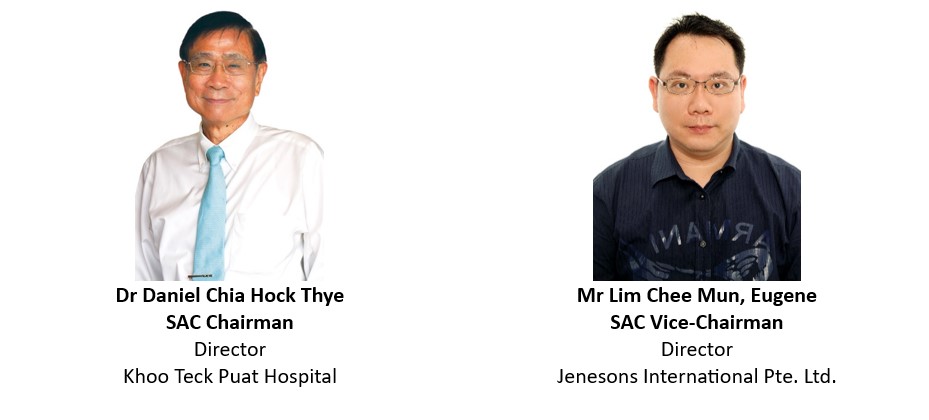 ARMANI
Dr Daniel Chia Hock Thye
SAC Chairman
Director
Khoo Teck Puat Hospital
Mr Lim Chee Mun, Eugene
SAC Vice-Chairman
Director
Jenesons International Pte. Ltd.